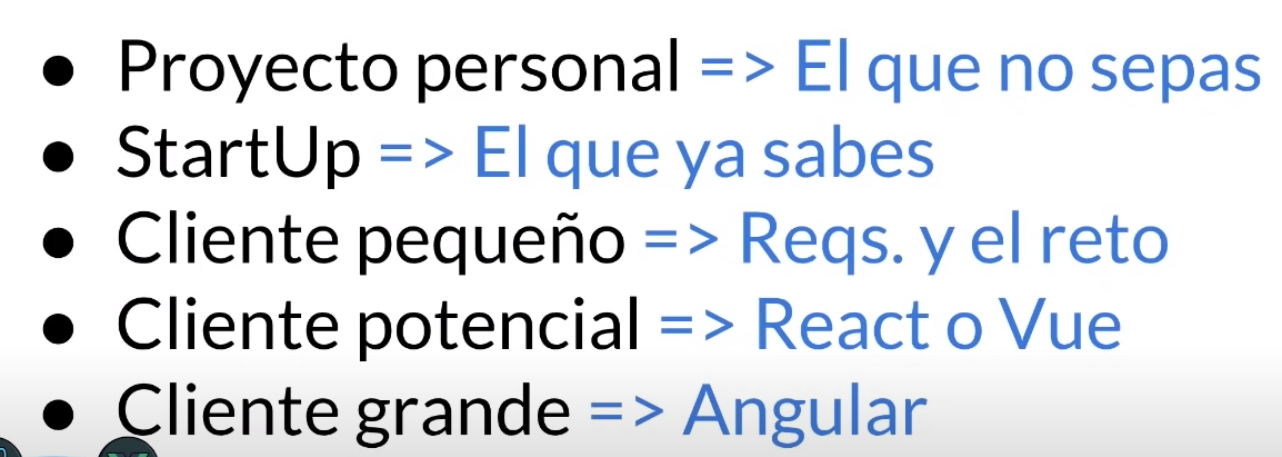 ● Proyecto personal => El que no sepas
● StartUp => El que ya sabes
● Cliente pequeño => Reqs. y el reto
● Cliente potencial => React o Vue
● Cliente grande => Angular